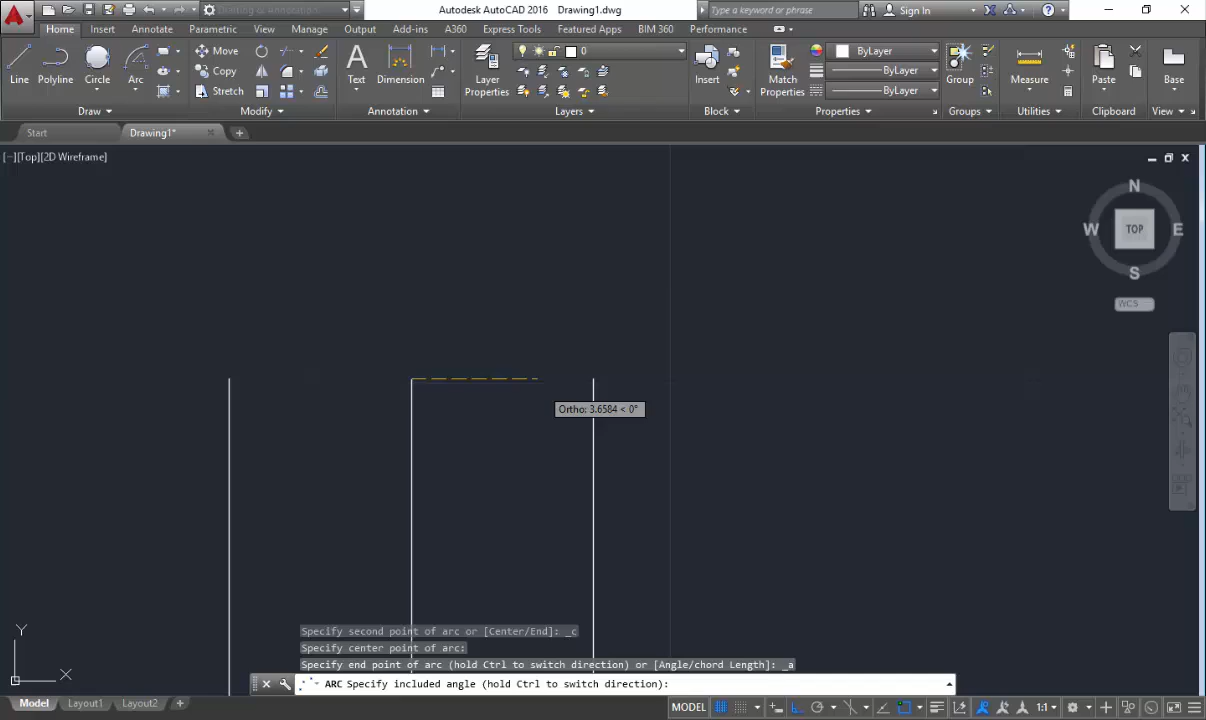 Drafting & Annotation
Autodesk AutoCAD 2016 Drawing1.dwg
Type a keyword or phrase
Sign In
Home Insert Annotate Parametric View Manage Output Add-ins A360 Express Tools Featured Apps BIM 360 Performance
Line
Polyline
Circle
Arc
Move
Copy
Stretch
Text
Dimension
Layer
Properties
0
Insert
Match
Properties
ByLayer
ByLayer
ByLayer
Group
Measure
Paste
Base
Draw Modify Annotation Layers Block Properties Groups Utilities Clipboard View
Start Drawing1*
[−][Top][2D Wireframe]
N
W TOP E
S
WCS
Ortho: 3.6584 < 0°
Y
X
Specify second point of arc or [Center/End]: _c
Specify center point of arc:
Specify end point of arc (hold Ctrl to switch direction) or [Angle/chord Length]: _a
ARC Specify included angle (hold Ctrl to switch direction):
Model Layout1 Layout2
MODEL
1:1